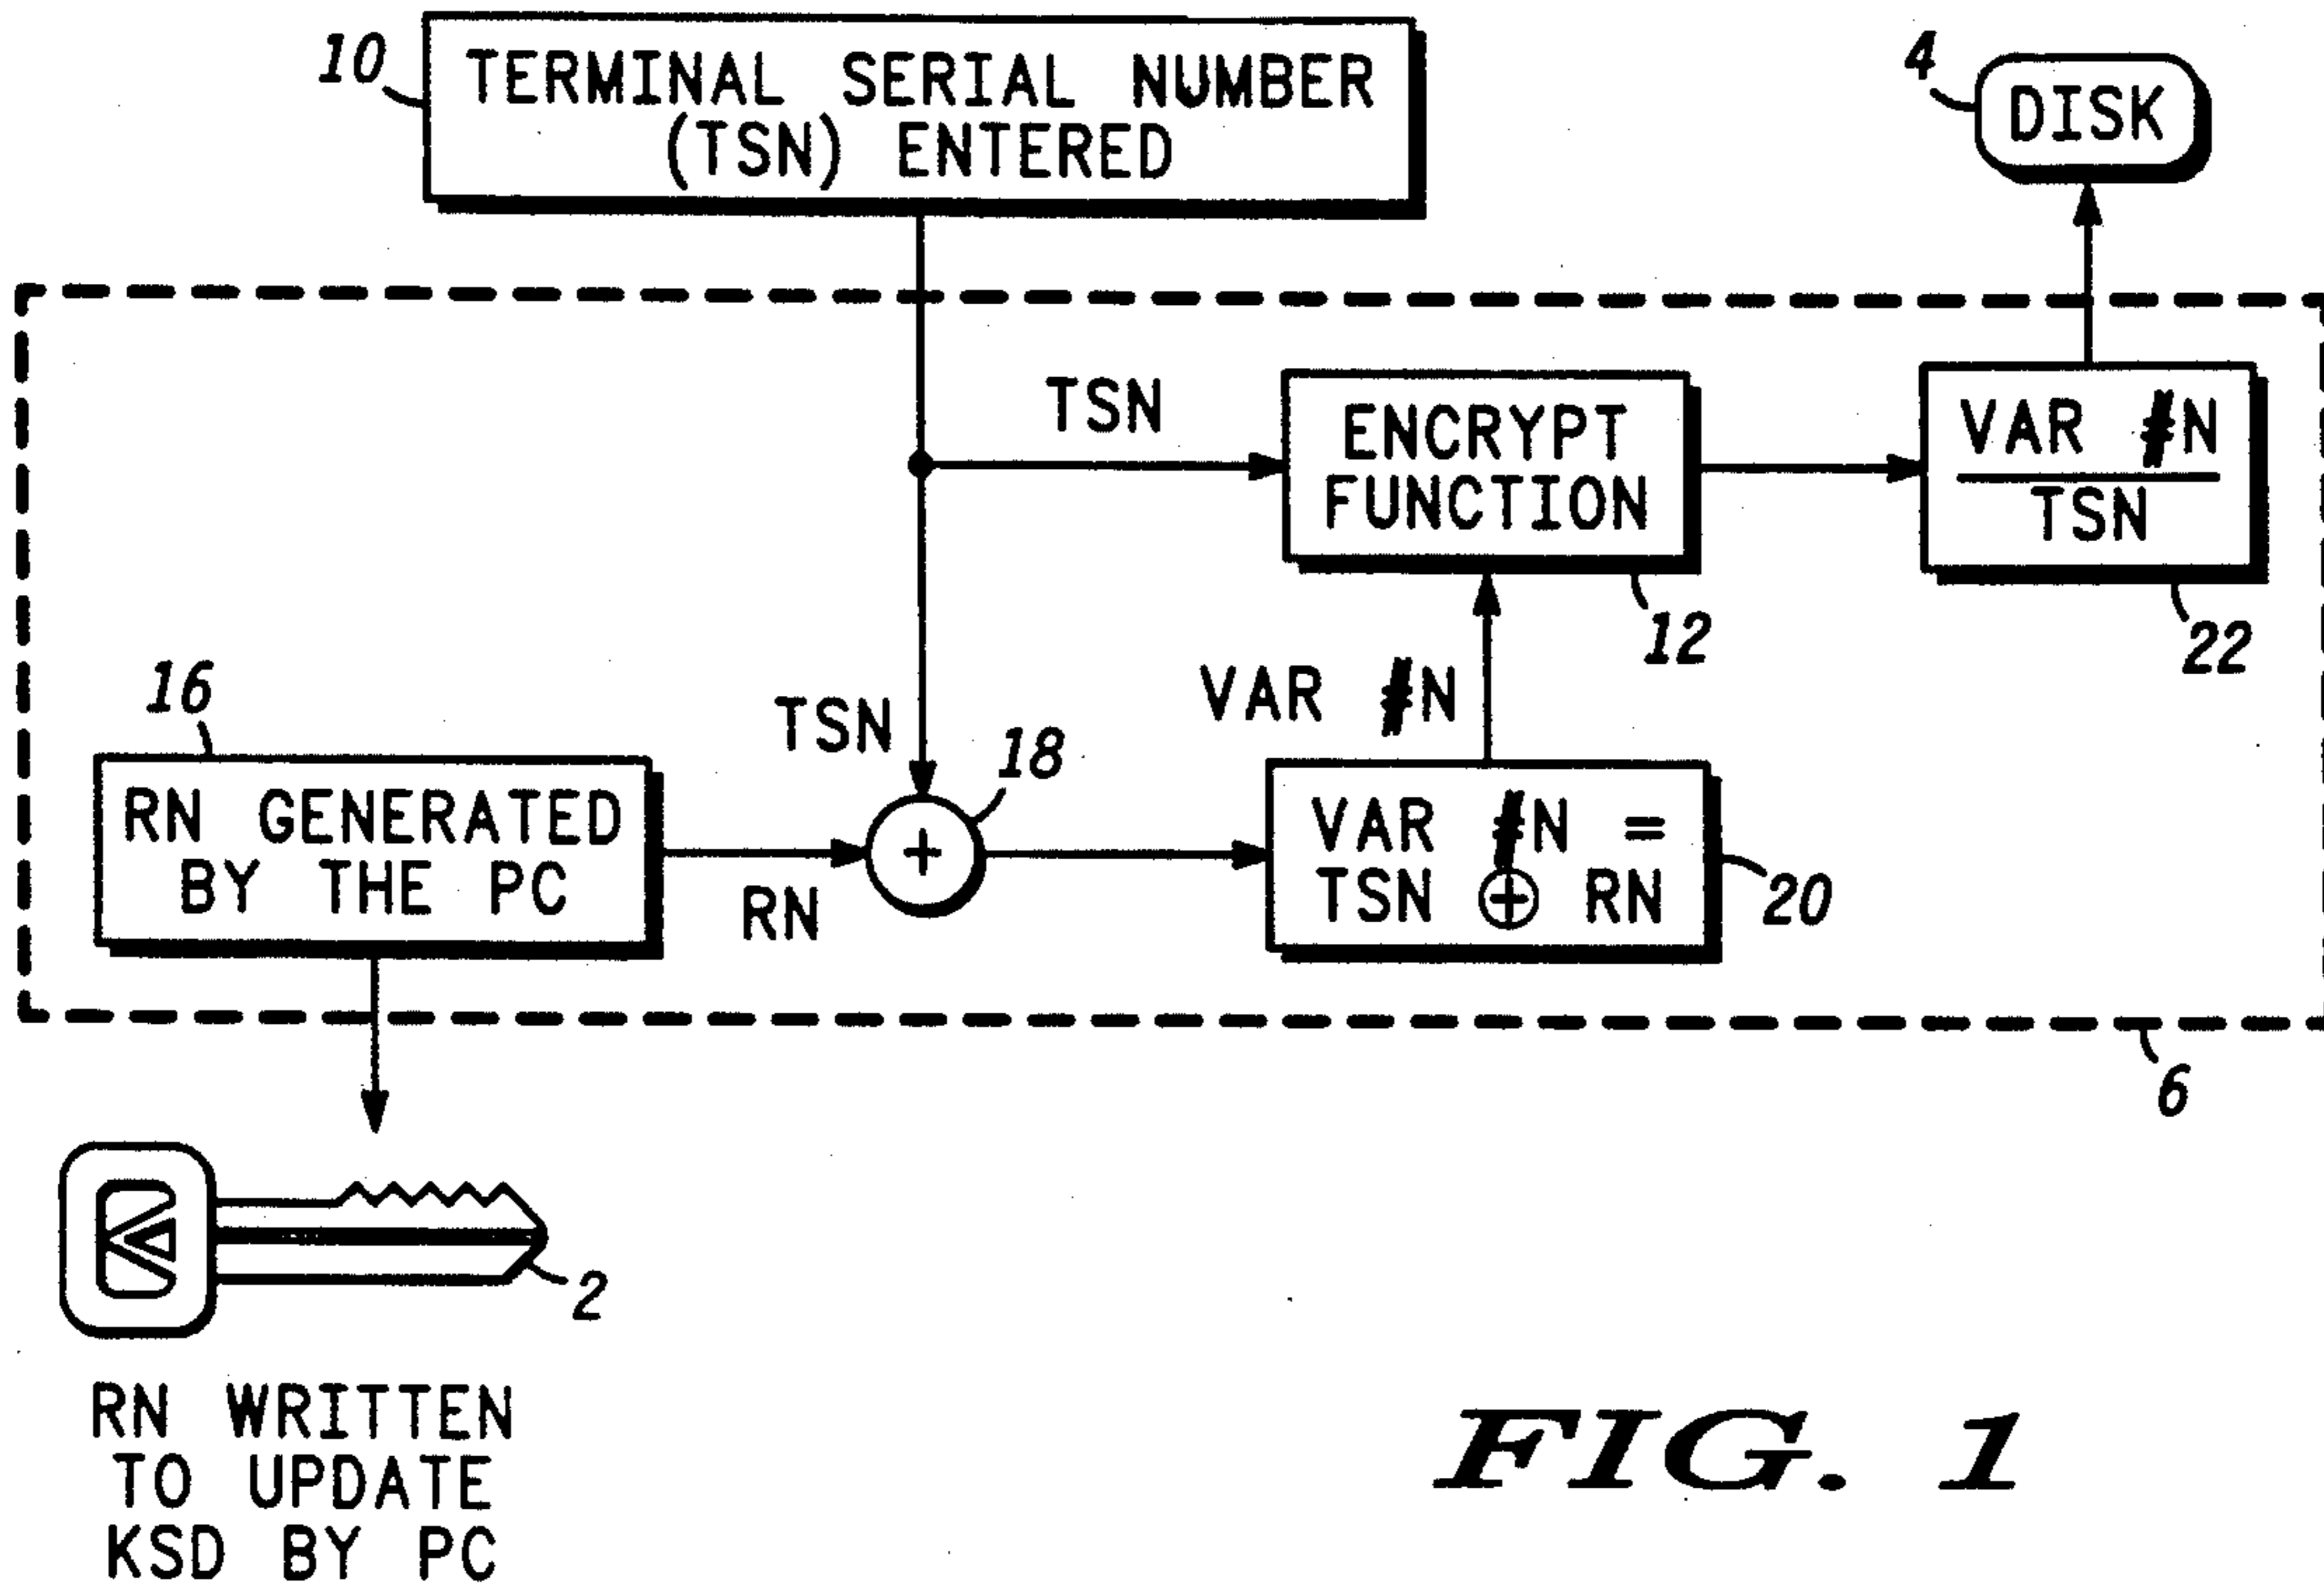 10
TERMINAL SERIAL NUMBER
(TSN) ENTERED
4
DISK
TSN
ENCRYPT
FUNCTION
12
VAR #N
TSN
22
16
RN GENERATED
BY THE PC
TSN
18
RN
VAR #N
VAR #N =
TSN ⊕ RN
20
6
2
RN WRITTEN
TO UPDATE
KSD BY PC
FIG. 1